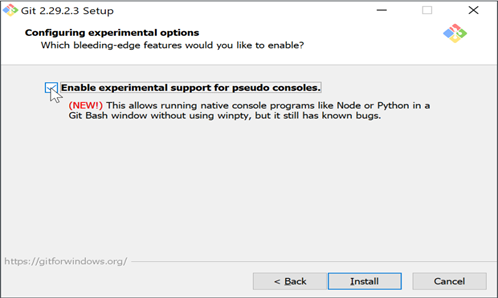 Git 2.29.2.3 Setup
Configuring experimental options
Which bleeding-edge features would you like to enable?
Enable experimental support for pseudo consoles.
(NEW!) This allows running native console programs like Node or Python in a
Git Bash window without using winpty, but it still has known bugs.
https://gitforwindows.org/
< Back Install Cancel